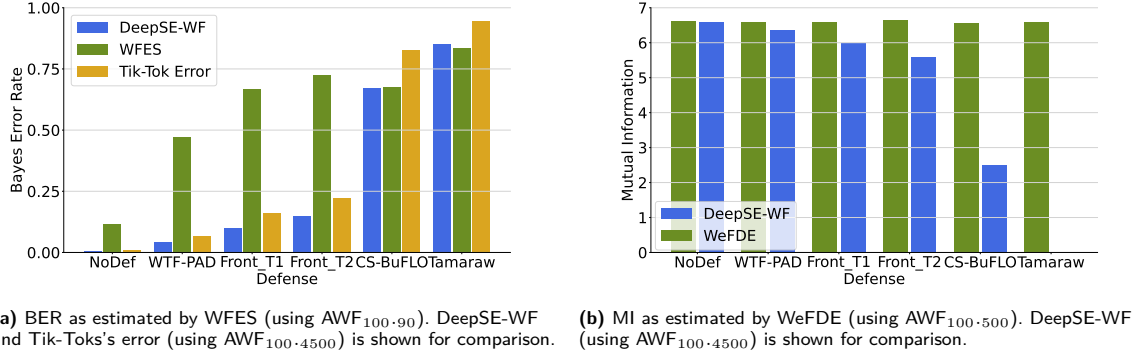 1.00
0.75
0.50
0.25
0.00
Bayes Error Rate
DeepSE-WF
WFES
Tik-Tok Error
NoDef WTF-PAD Front_T1 Front_T2 CS-BuFLO Tamaraw
Defense
7
6
5
4
3
2
1
0
Mutual Information
DeepSE-WF
WeFDE
NoDef WTF-PAD Front_T1 Front_T2 CS-BuFLO Tamaraw
Defense
a) BER as estimated by WFES (using AWF100·90). DeepSE-WF
nd Tik-Toks's error (using AWF100·4500) is shown for comparison.
(b) MI as estimated by WeFDE (using AWF100·500). DeepSE-WF
(using AWF100·4500) is shown for comparison.